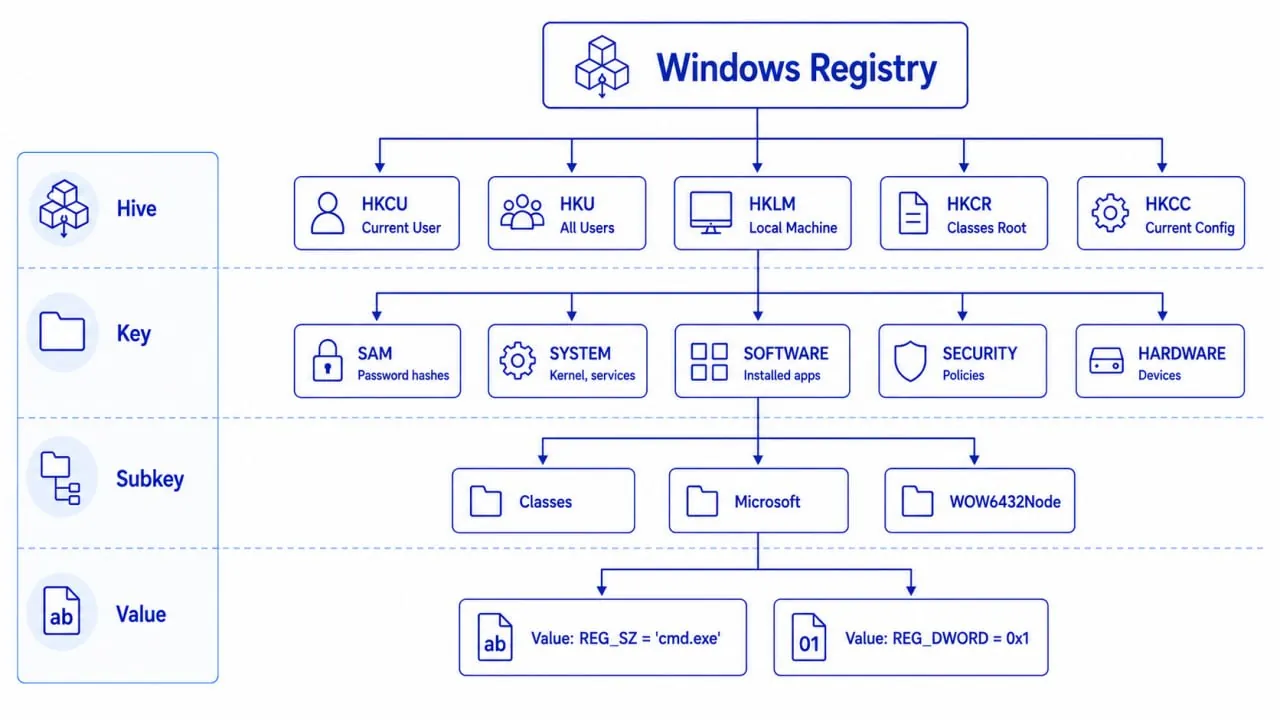 Windows Registry
Hive
HKCU
Current User
HKU
All Users
HKLM
Local Machine
HKCR
Classes Root
HKCC
Current Config
Key
SAM
Password hashes
SYSTEM
Kernel, services
SOFTWARE
Installed apps
SECURITY
Policies
HARDWARE
Devices
Subkey
Classes
Microsoft
WOW6432Node
ab
Value
ab
Value: REG_SZ = 'cmd.exe'
01
Value: REG_DWORD = 0x1